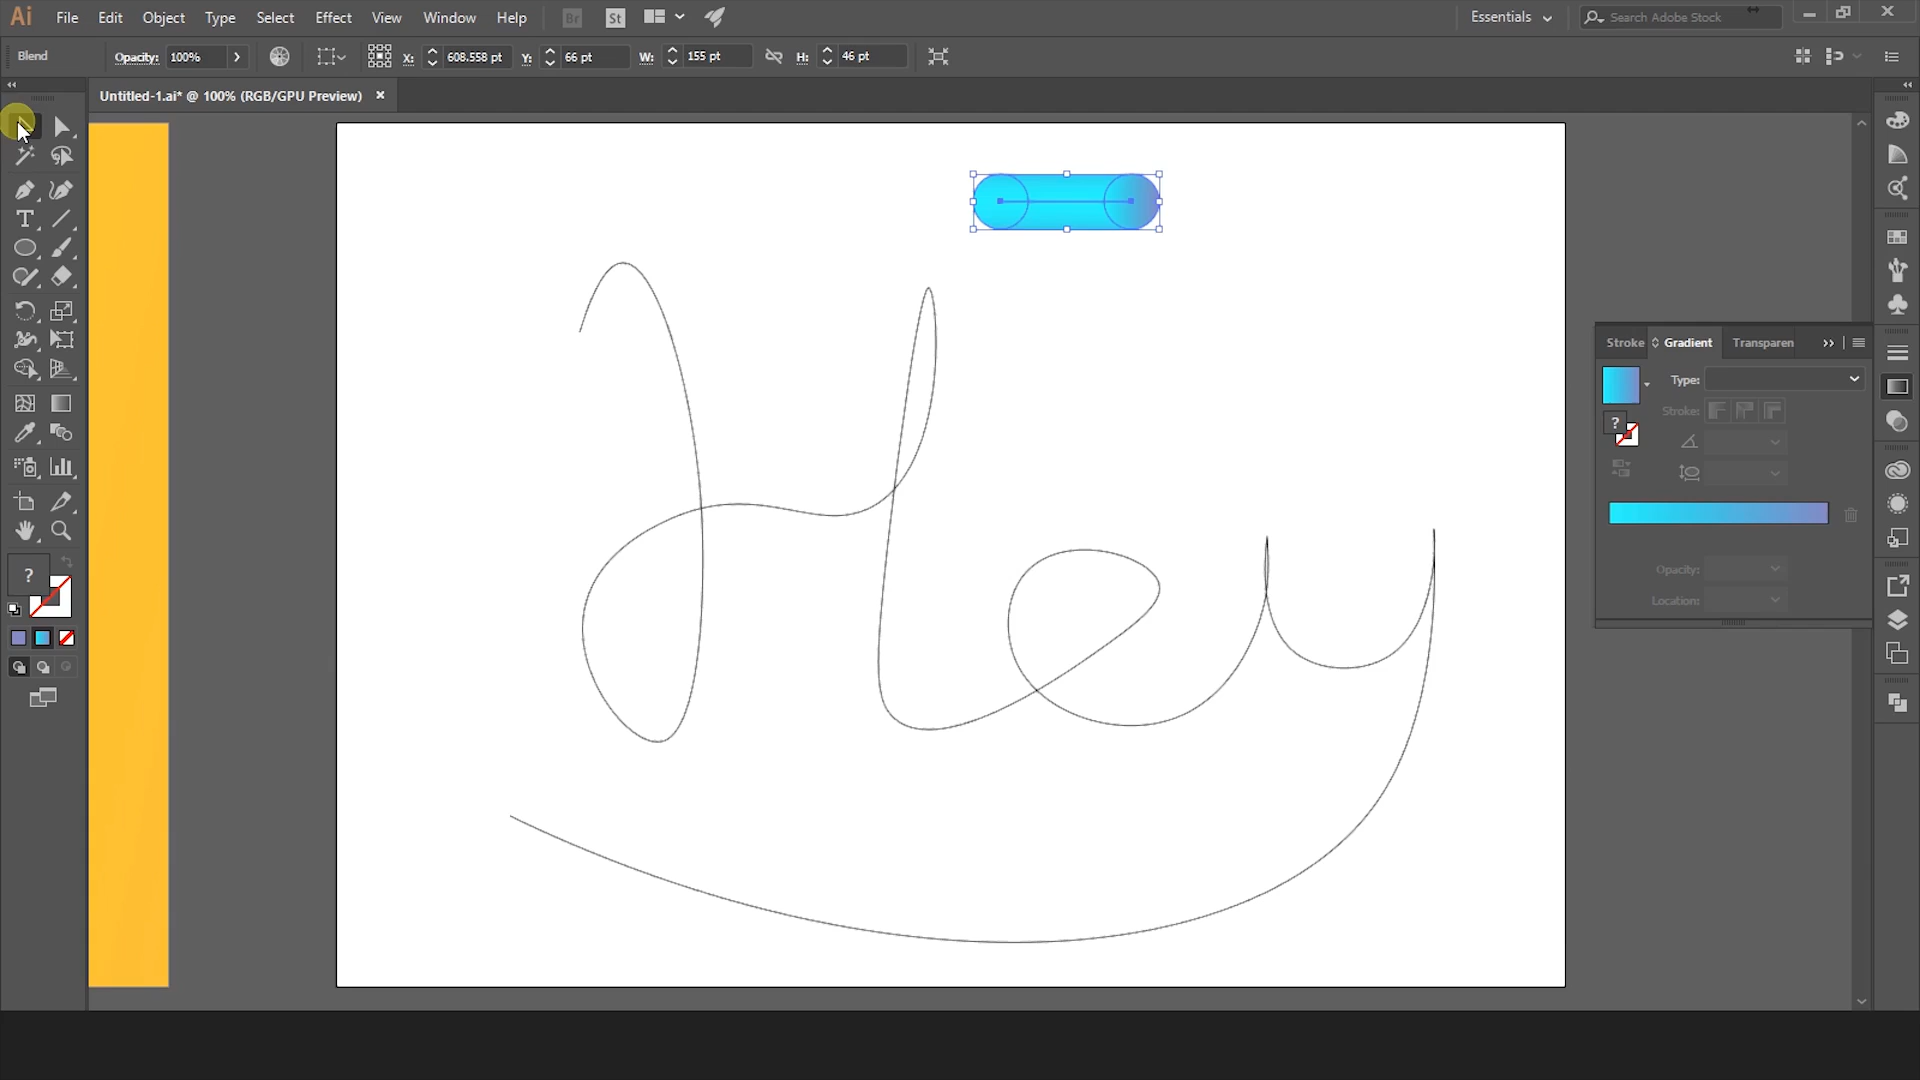 Ai File Edit Object Type Select Effect View Window Help Br St Essentials Search Adobe Stock
Blend Opacity: 100% X: 608.558 pt Y: 66 pt W: 155 pt H: 46 pt
Untitled-1.ai* @ 100% (RGB/GPU Preview)
T
Hey
Stroke Gradient Transparen
Type:
Stroke:
?
Opacity:
?
Location: